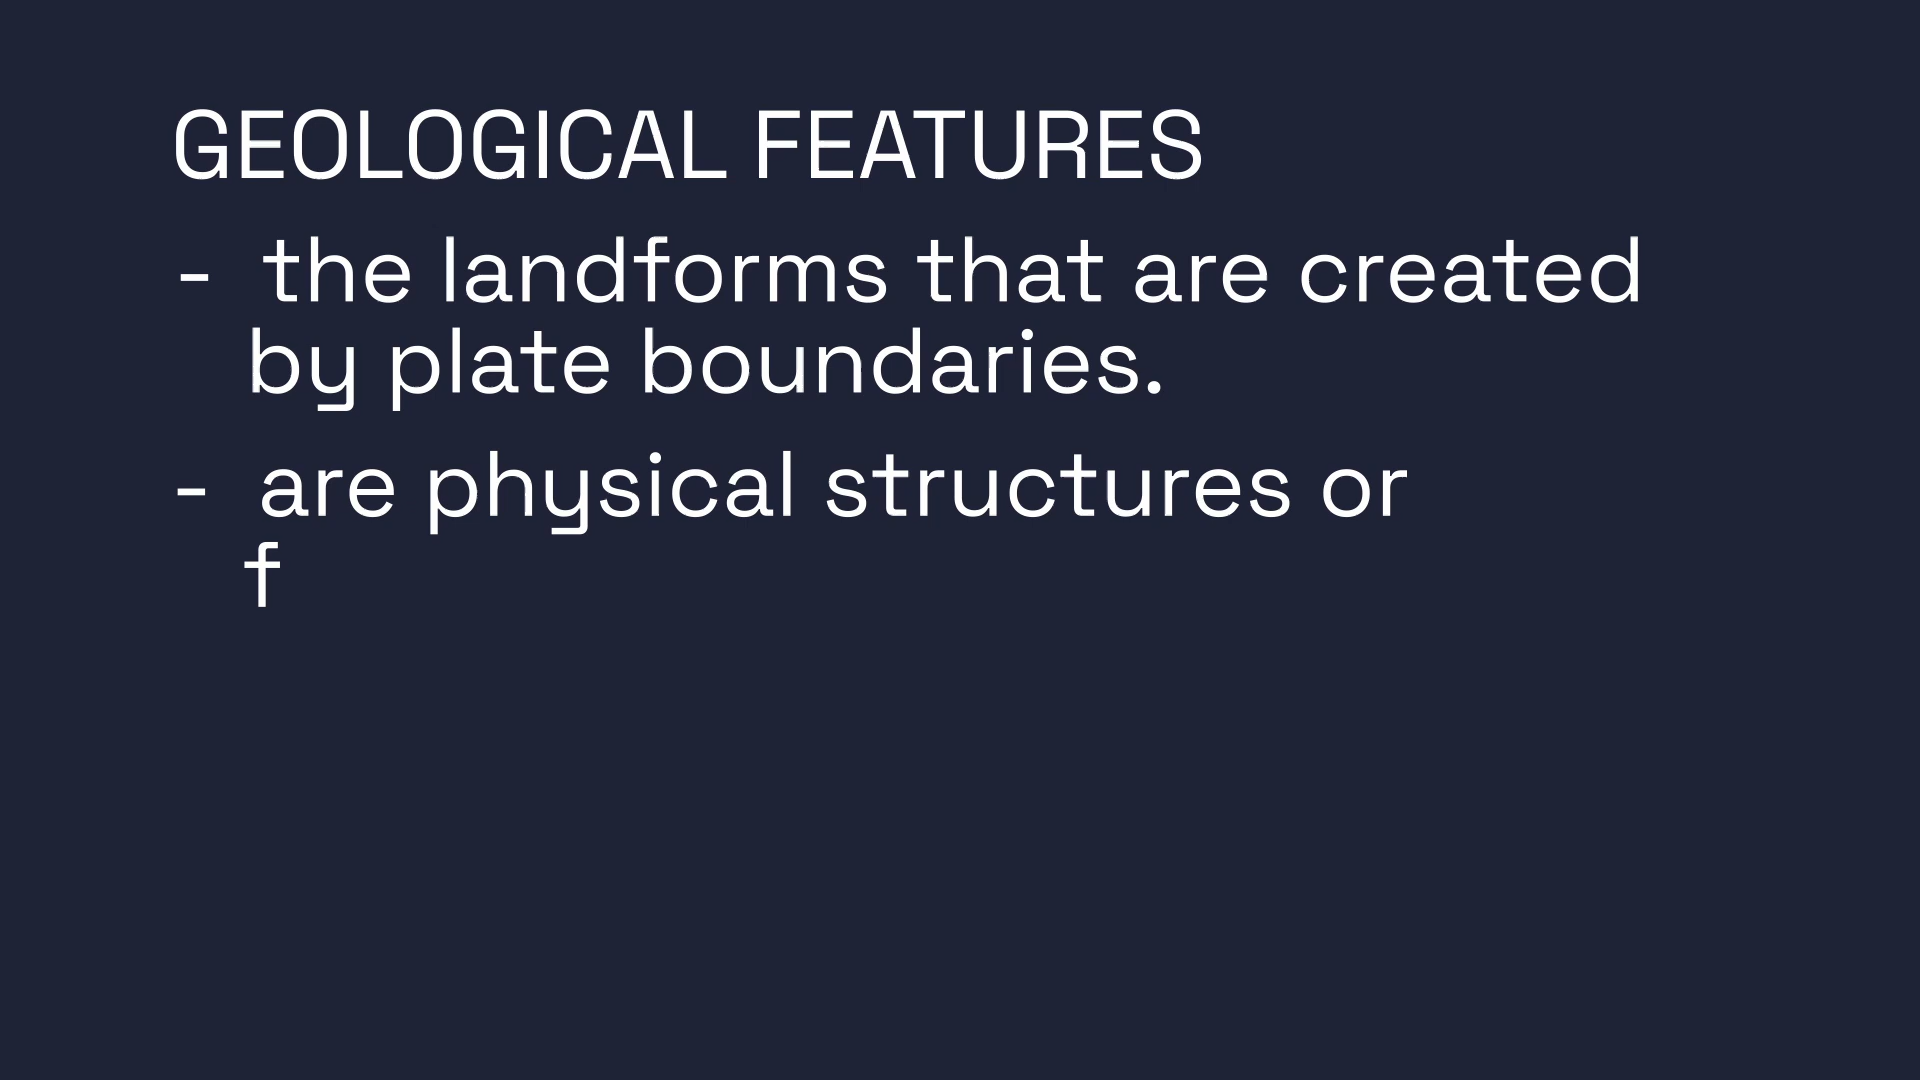 GEOLOGICAL FEATURES
- the landforms that are created
by plate boundaries.
- are physical structures or
f